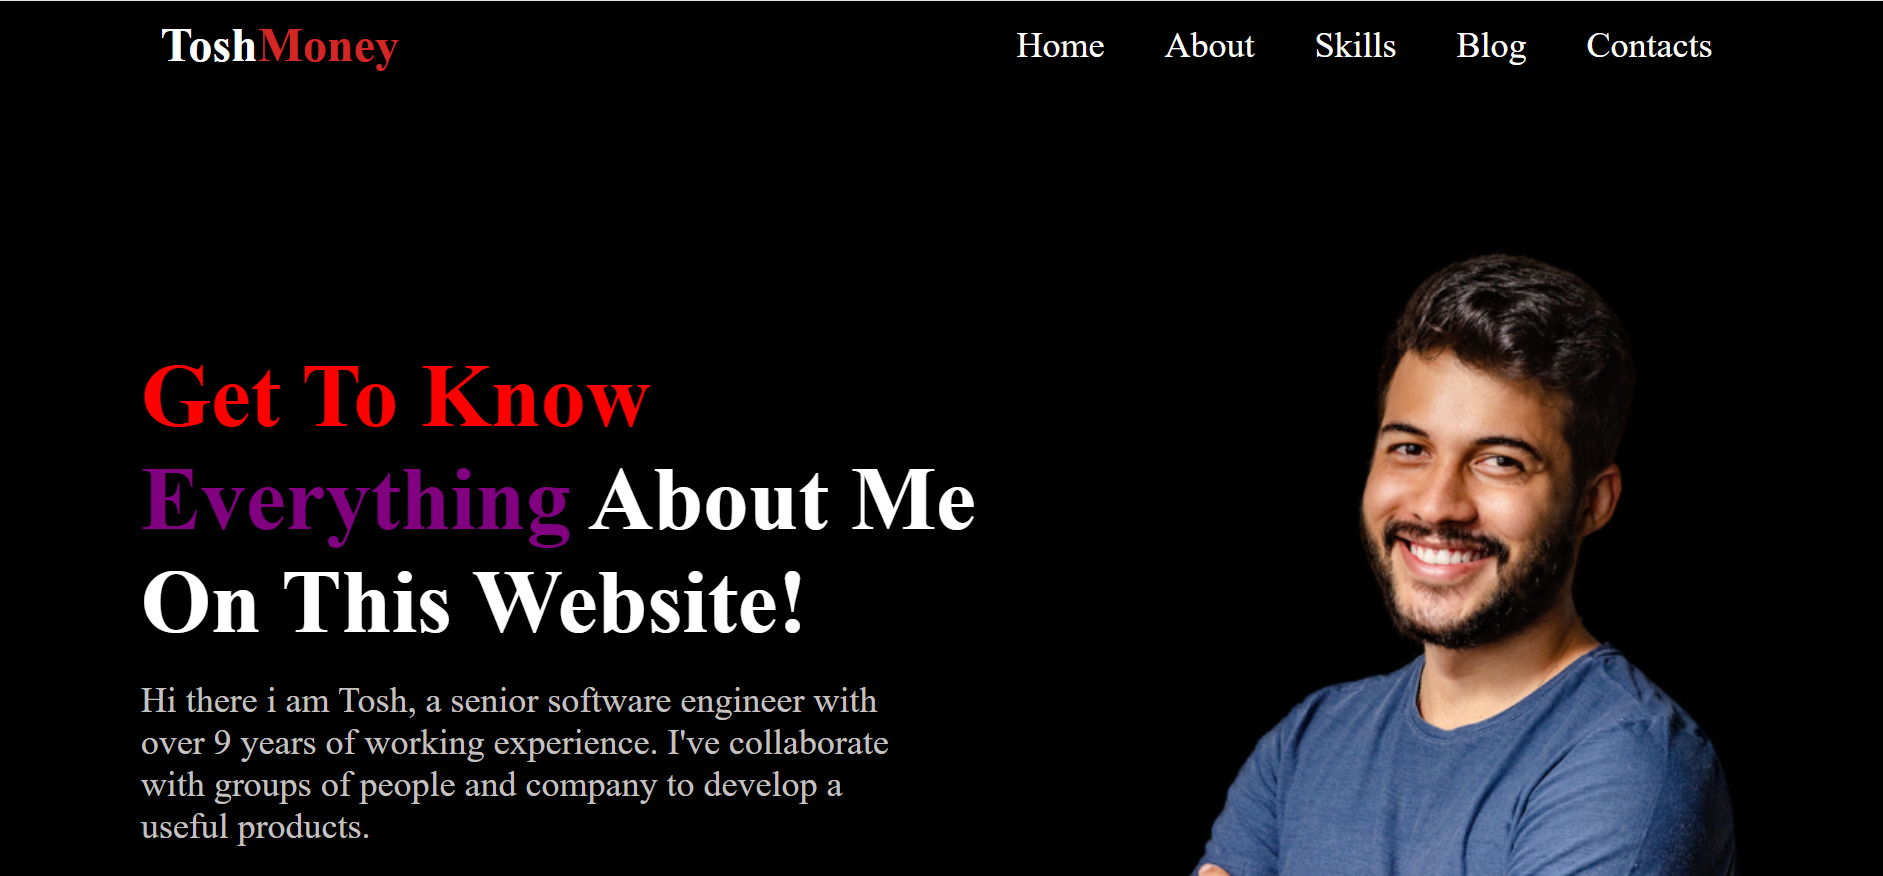 ToshMoney
Home About Skills Blog Contacts
Get To Know
Everything About Me
On This Website!
Hi there i am Tosh, a senior software engineer with
over 9 years of working experience. I've collaborate
with groups of people and company to develop a
useful products.